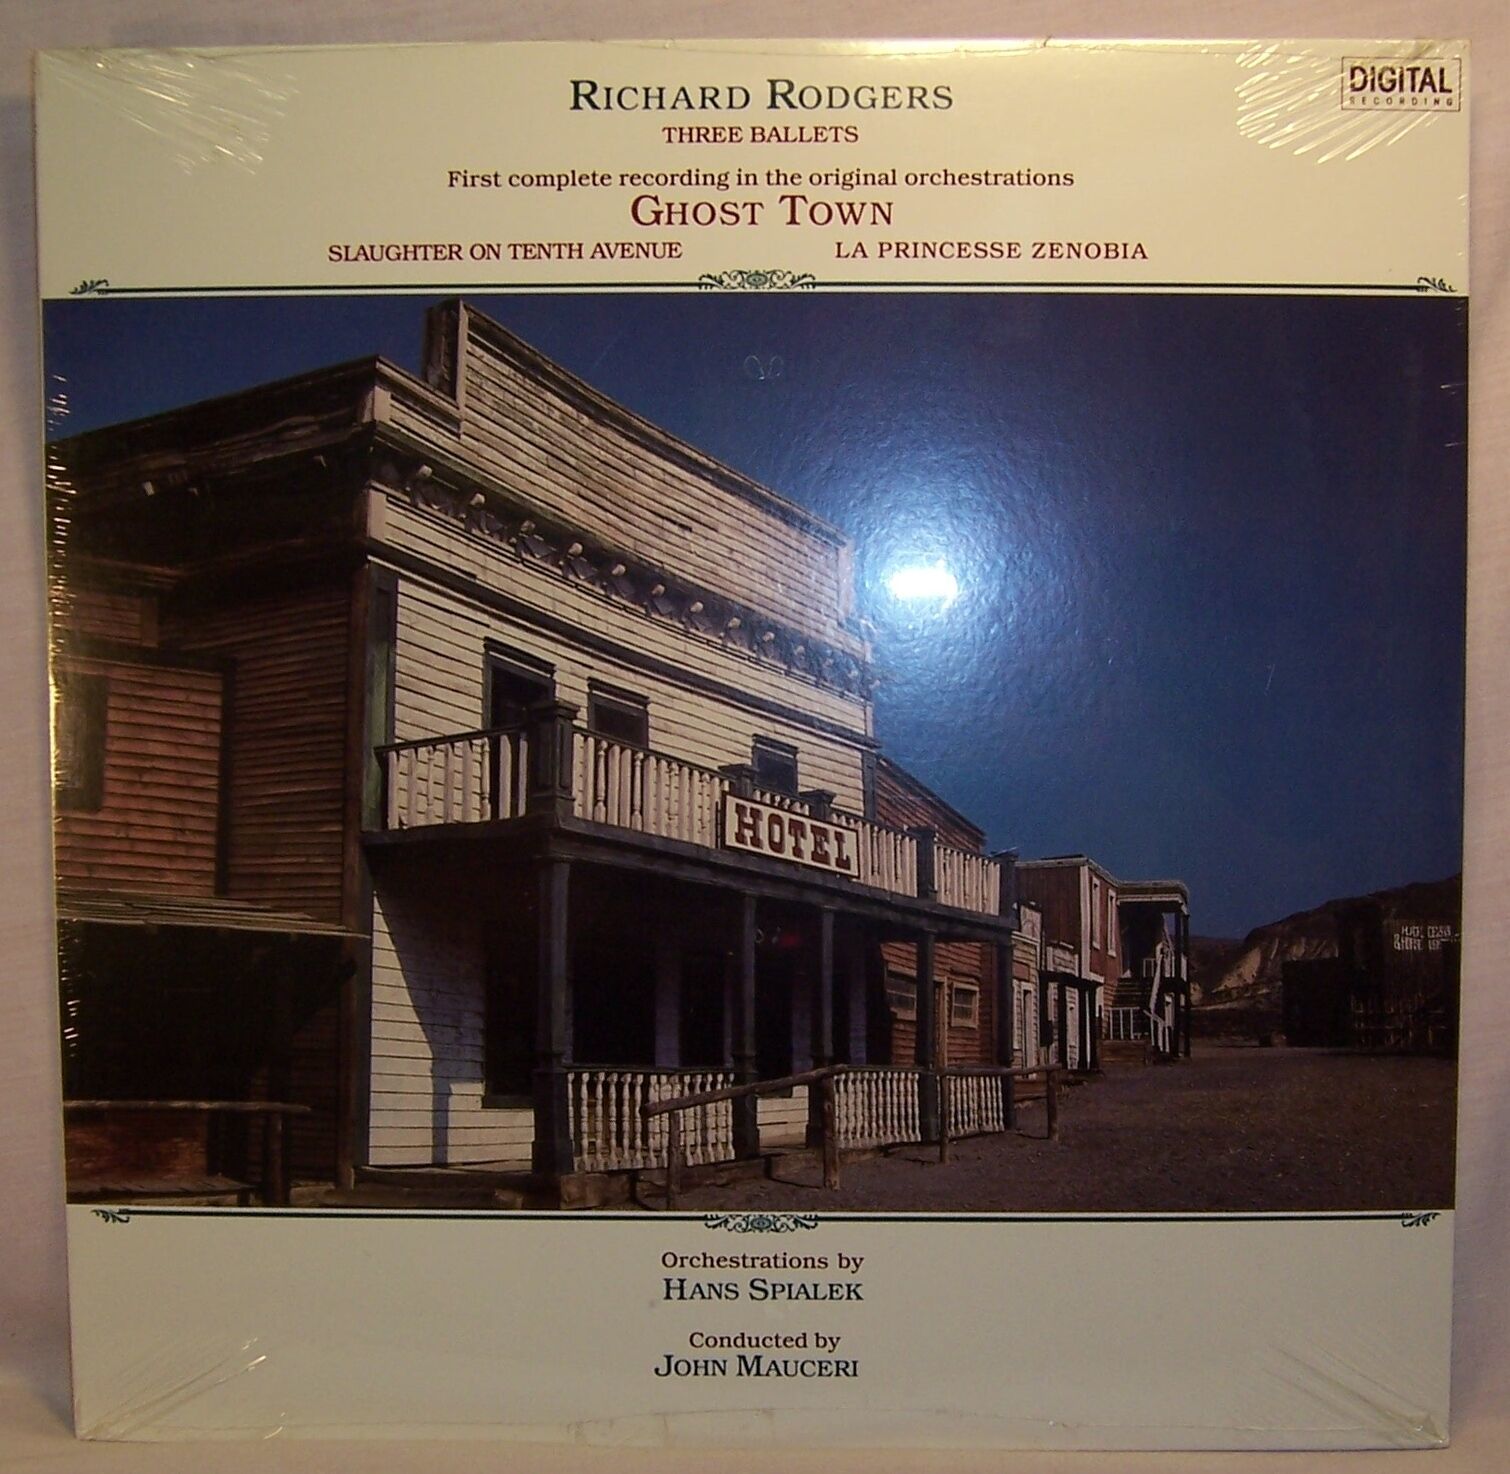 RICHARD RODGERS
DIGITAL
RECORDING
THREE BALLETS
First complete recording in the original orchestrations
GHOST TOWN
SLAUGHTER ON TENTH AVENUE
LA PRINCESSE ZENOBIA
HOTEL
Orchestrations by
HANS SPIALEK
Conducted by
JOHN MAUCERI